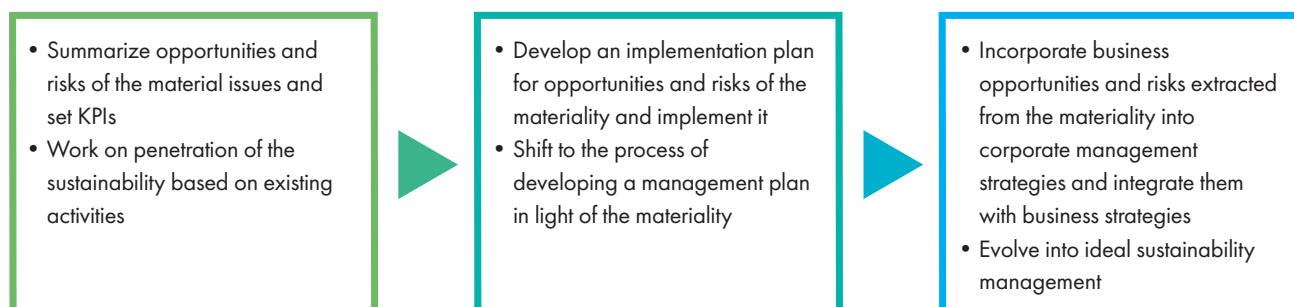 • Summarize opportunities and
risks of the material issues and
set KPIs
• Work on penetration of the
sustainability based on existing
activities
• Develop an implementation plan
for opportunities and risks of the
materiality and implement it
• Shift to the process of
developing a management plan
in light of the materiality
• Incorporate business
opportunities and risks extracted
from the materiality into
corporate management
strategies and integrate them
with business strategies
• Evolve into ideal sustainability
management